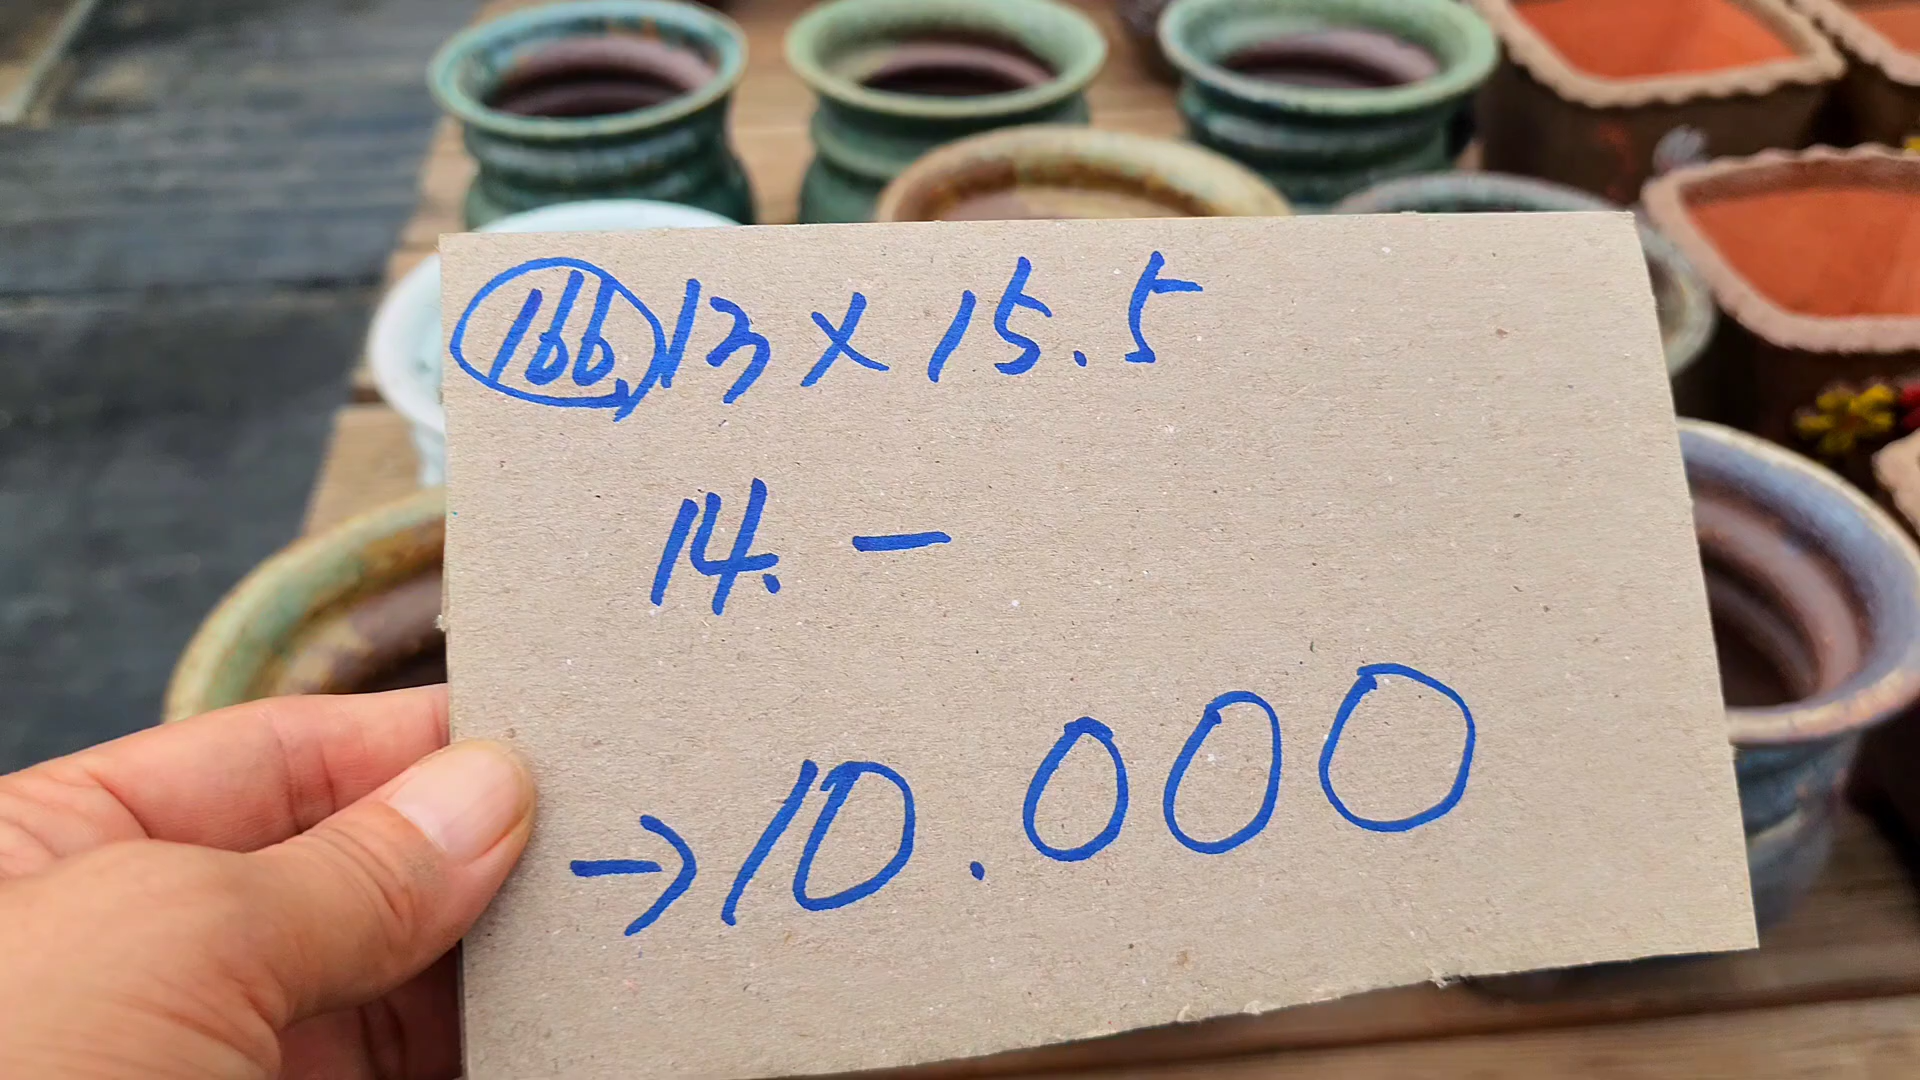 166. 13 x 15.5
14. -
→ 10.000